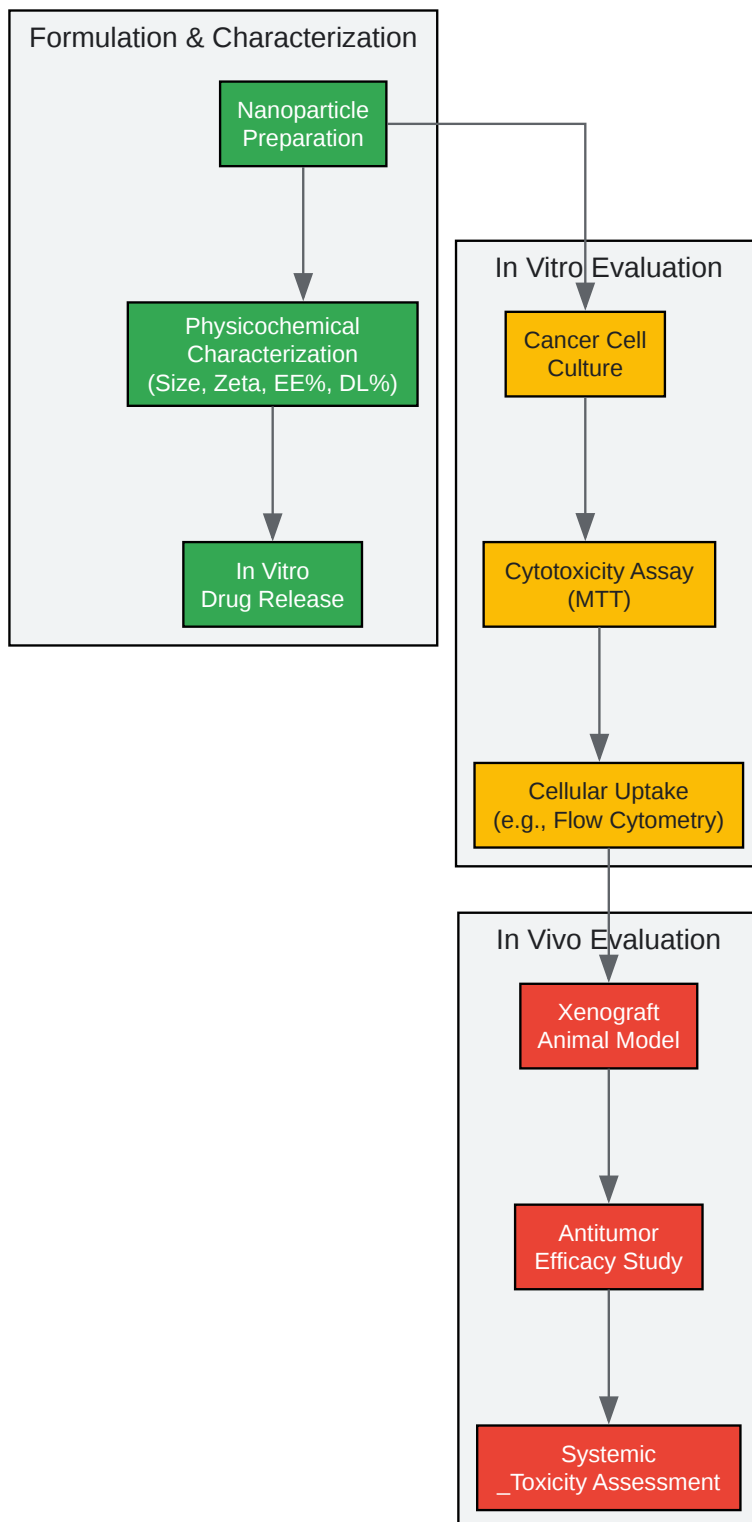 Formulation & Characterization
Nanoparticle
Preparation
Physicochemical
Characterization
(Size, Zeta, EE%, DL%)
In Vitro
Drug Release
In Vitro Evaluation
Cancer Cell
Culture
Cytotoxicity Assay
(MTT)
Cellular Uptake
(e.g., Flow Cytometry)
In Vivo Evaluation
Xenograft
Animal Model
Antitumor
Efficacy Study
Systemic
_Toxicity Assessment